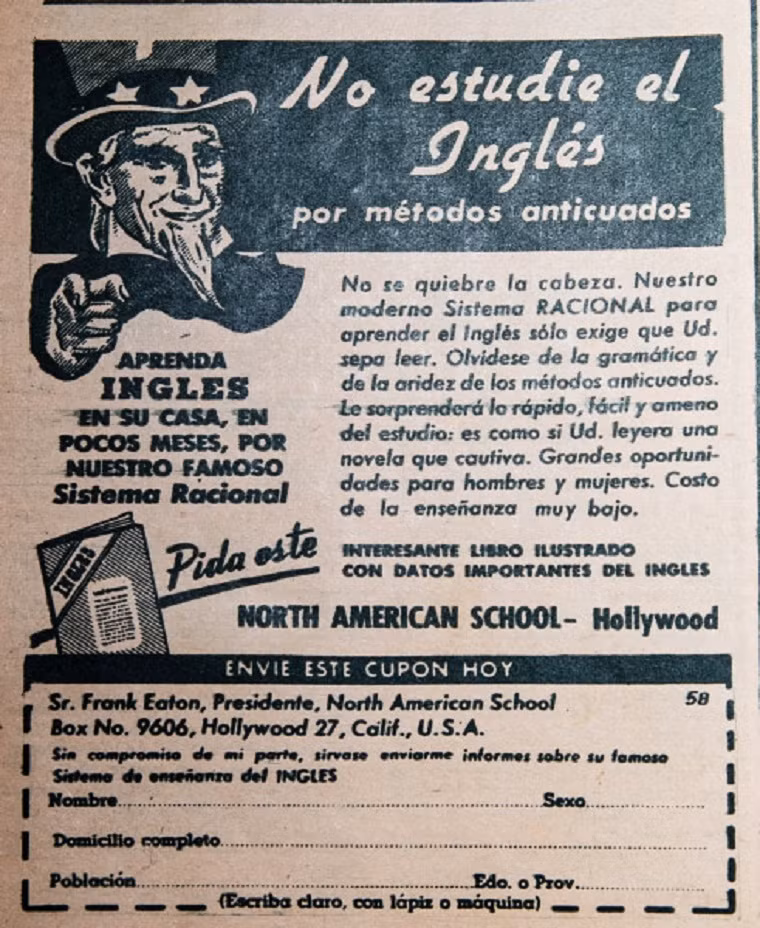 No estudie el
Inglés
por métodos anticuados
No se quiebre la cabeza. Nuestro
moderno Sistema RACIONAL para
aprender el Inglés sólo exige que Ud.
sepa leer. Olvídese de la gramática y
de la aridez de los métodos anticuados.
Le sorprenderá lo rápido, fácil y ameno
del estudio: es como si Ud. leyera una
novela que cautiva. Grandes oportuni-
dades para hombres y mujeres. Costo
de la enseñanza muy bajo.
APRENDA
INGLES
EN SU CASA, EN
POCOS MESES, POR
NUESTRO FAMOSO
Sistema Racional
INGLES
Pida este
INTERESANTE LIBRO ILUSTRADO
CON DATOS IMPORTANTES DEL INGLES
NORTH AMERICAN SCHOOL- Hollywood
ENVIE ESTE CUPON HOY
Sr. Frank Eaton, Presidente, North American School 58
Box No. 9606, Hollywood 27, Calif., U.S.A.
Sin compromiso de mi parte, sírvase enviarme informes sobre su famoso
Sistema de enseñanza del INGLES
Nombre Sexo
Domicilio completo
Población Edo. o Prov.
(Escriba claro, con lápiz o máquina)